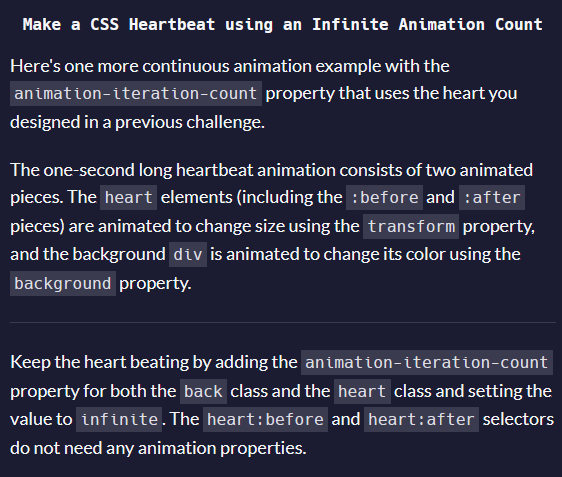 Make a CSS Heartbeat using an Infinite Animation Count
Here's one more continuous animation example with the
animation-iteration-count property that uses the heart you
designed in a previous challenge.
The one-second long heartbeat animation consists of two animated
pieces. The heart elements (including the :before and :after
pieces) are animated to change size using the transform property,
and the background div is animated to change its color using the
background property.
Keep the heart beating by adding the animation-iteration-count
property for both the back class and the heart class and setting the
value to infinite. The heart:before and heart:after selectors
do not need any animation properties.